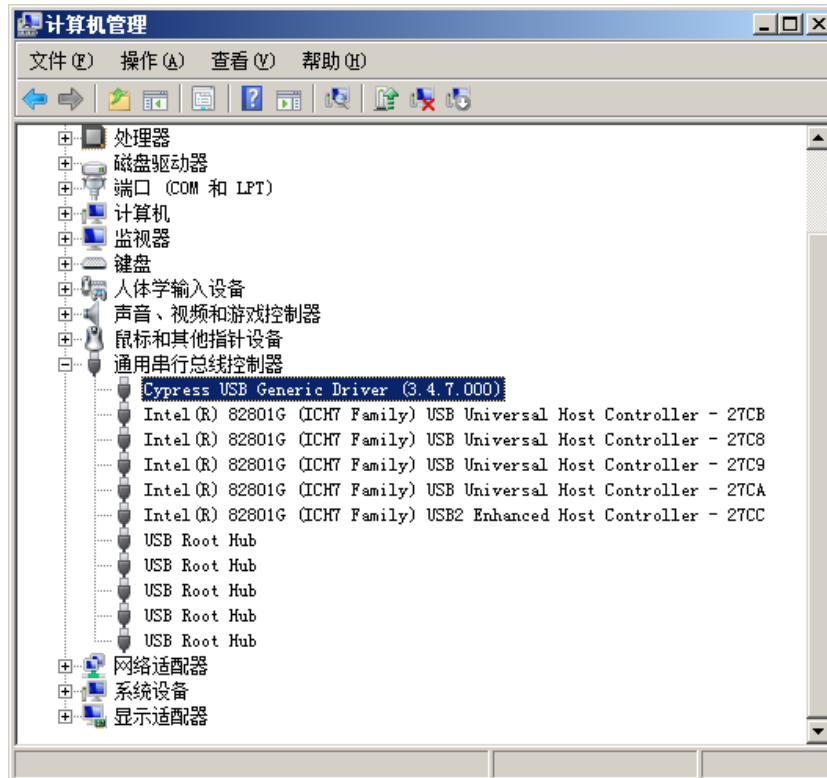 计算机管理
文件(F) 操作(A) 查看(V) 帮助(H)
处理器
磁盘驱动器
端口 (COM 和 LPT)
计算机
监视器
键盘
人体学输入设备
声音、视频和游戏控制器
鼠标和其他指针设备
通用串行总线控制器
Cypress USB Generic Driver (3.4.7.000)
Intel(R) 82801G (ICH7 Family) USB Universal Host Controller - 27CB
Intel(R) 82801G (ICH7 Family) USB Universal Host Controller - 27C8
Intel(R) 82801G (ICH7 Family) USB Universal Host Controller - 27C9
Intel(R) 82801G (ICH7 Family) USB Universal Host Controller - 27CA
Intel(R) 82801G (ICH7 Family) USB2 Enhanced Host Controller - 27CC
USB Root Hub
USB Root Hub
USB Root Hub
USB Root Hub
USB Root Hub
网络适配器
系统设备
显示适配器